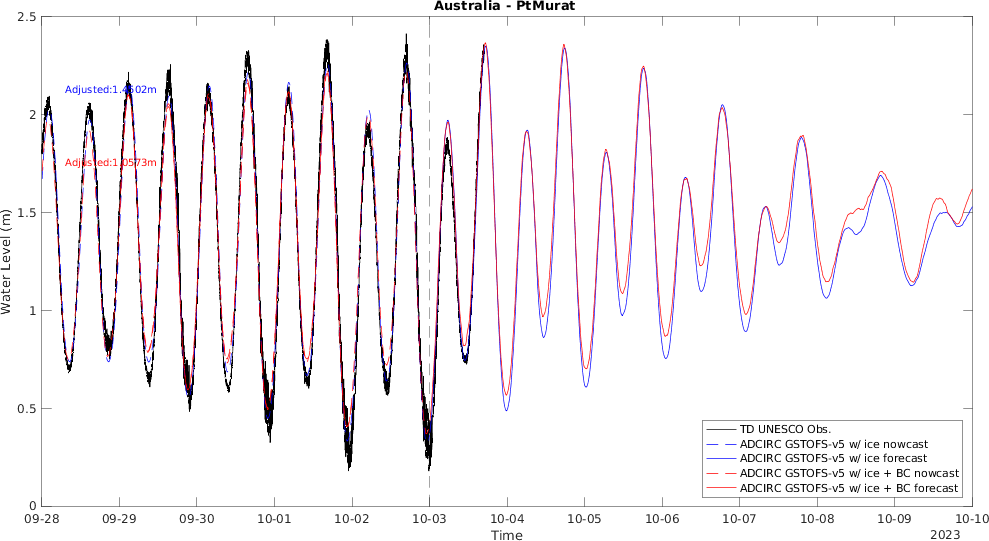 Australia - PtMurat
2.5
2
1.5
1
0.5
0
Water Level (m)
Adjusted:1.4602m
Adjusted:1.0573m
TD UNESCO Obs.
ADCIRC GSTOFS-v5 w/ ice nowcast
ADCIRC GSTOFS-v5 w/ ice forecast
ADCIRC GSTOFS-v5 w/ ice + BC nowcast
ADCIRC GSTOFS-v5 w/ ice + BC forecast
09-28 09-29 09-30 10-01 10-02 10-03 10-04 10-05 10-06 10-07 10-08 10-09 10-10
Time
2023